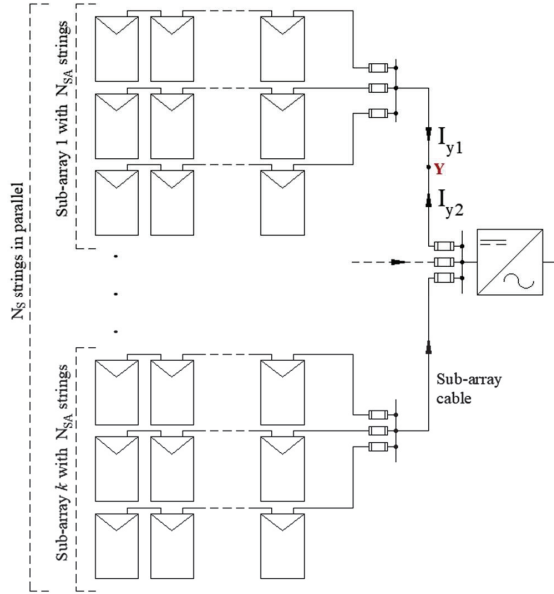 N_S strings in parallel
Sub-array 1 with N_SA strings
I_y1
Y
I_y2
Sub-array
cable
Sub-array k with N_SA strings